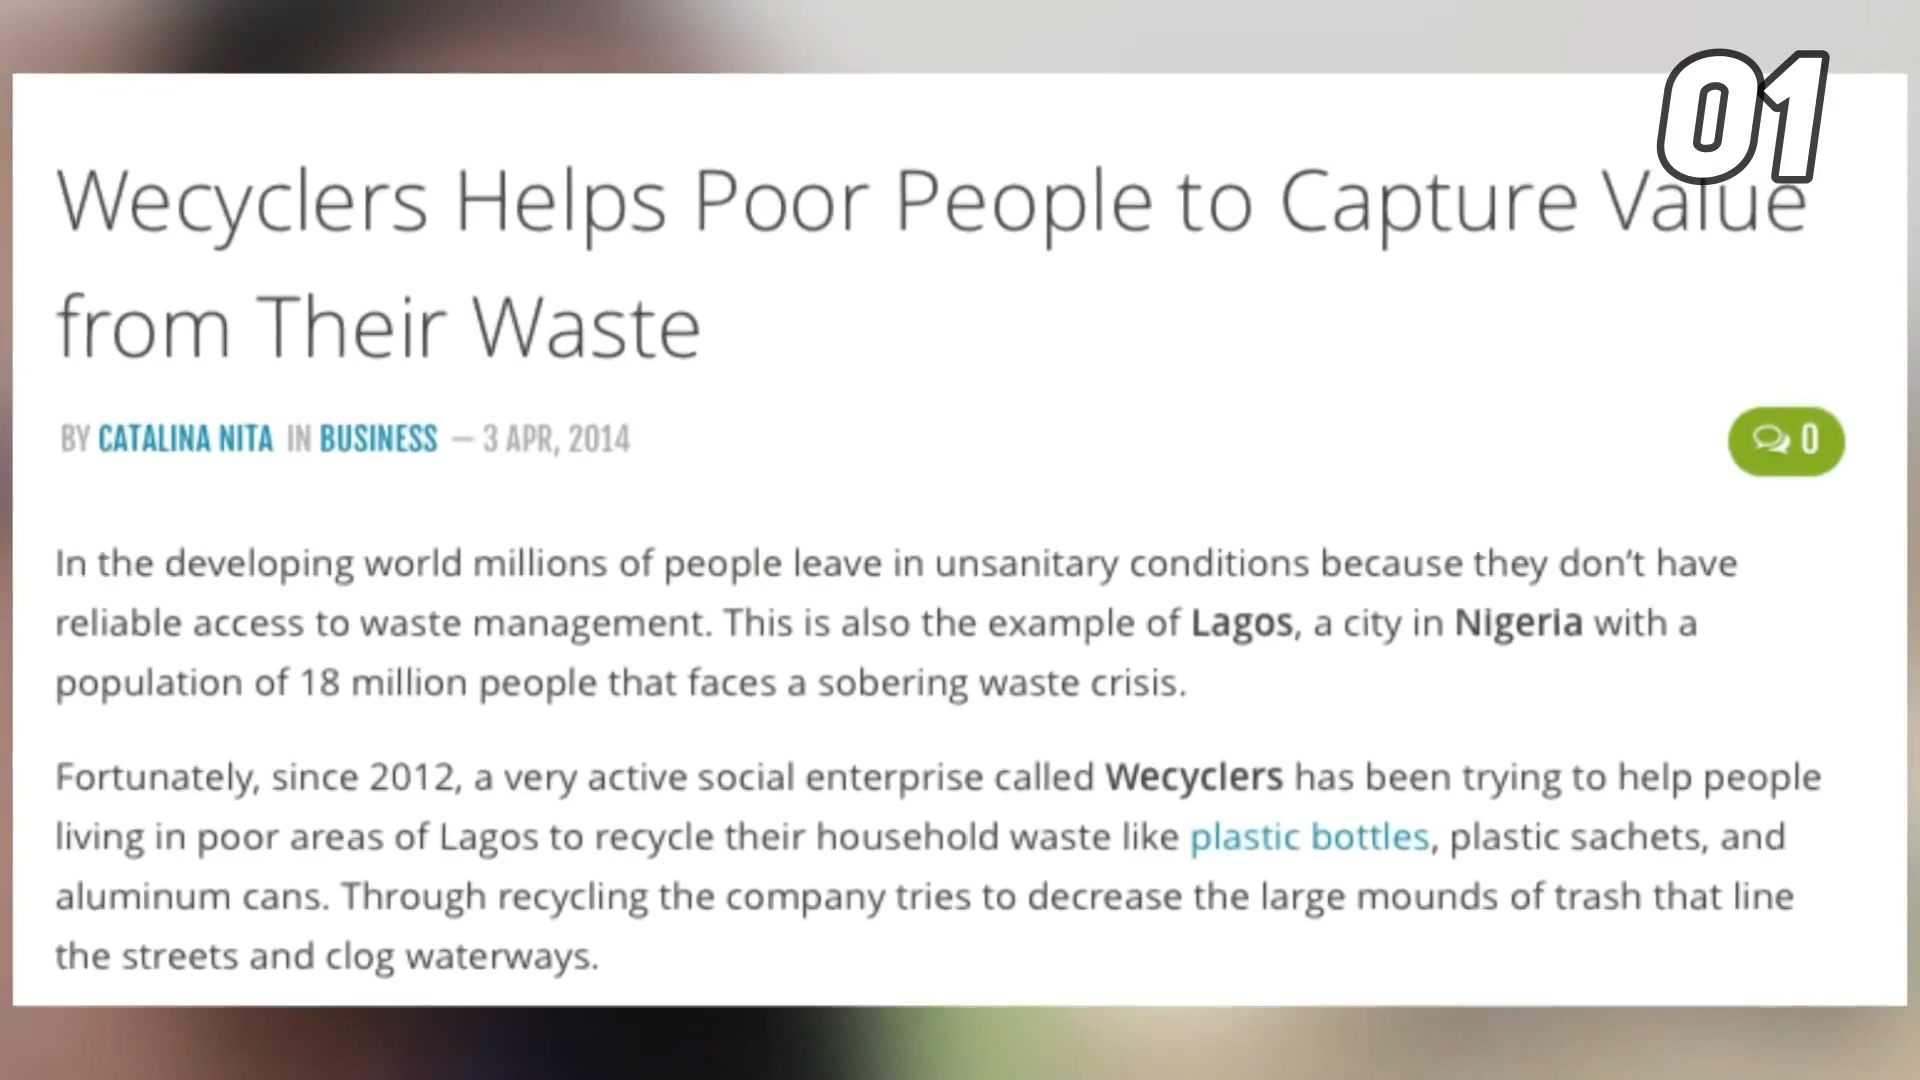 01
Wecyclers Helps Poor People to Capture Value
from Their Waste
BY CATALINA NITA IN BUSINESS — 3 APR, 2014
0
In the developing world millions of people leave in unsanitary conditions because they don’t have
reliable access to waste management. This is also the example of Lagos, a city in Nigeria with a
population of 18 million people that faces a sobering waste crisis.
Fortunately, since 2012, a very active social enterprise called Wecyclers has been trying to help people
living in poor areas of Lagos to recycle their household waste like plastic bottles, plastic sachets, and
aluminum cans. Through recycling the company tries to decrease the large mounds of trash that line
the streets and clog waterways.